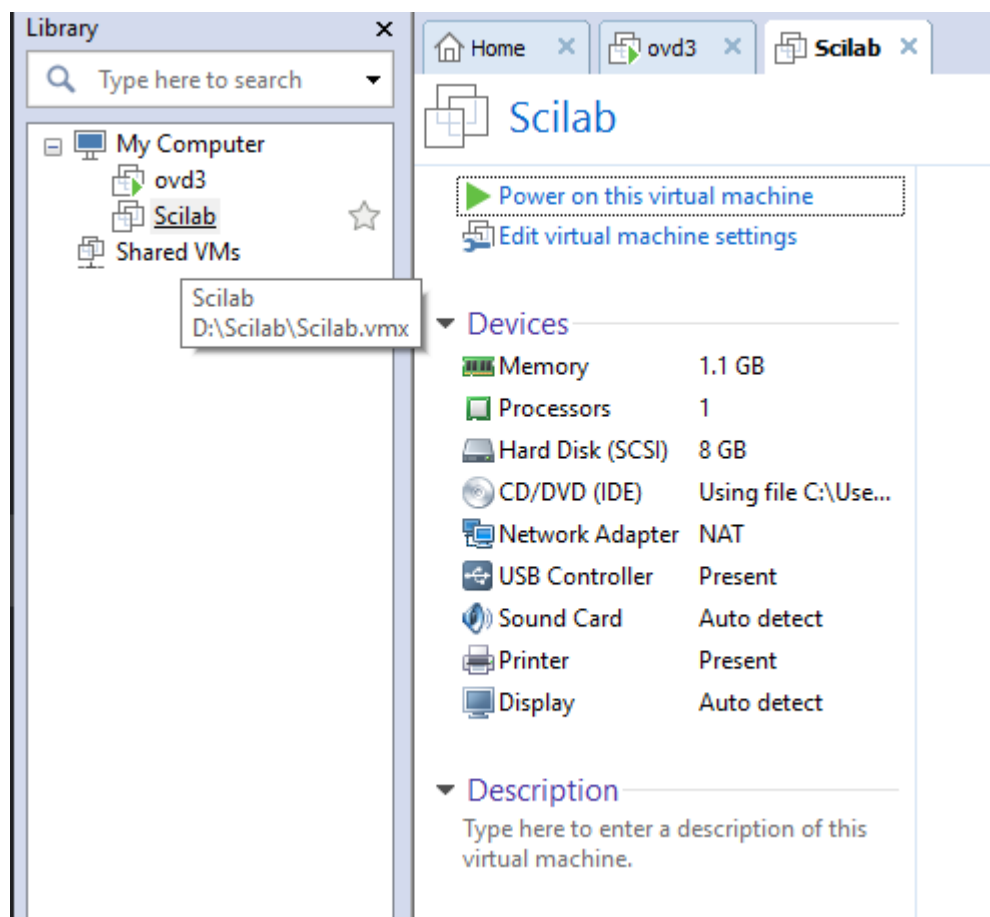 Library
Type here to search
My Computer
ovd3
Scilab
Shared VMs
Scilab
D:\Scilab\Scilab.vmx
Home
ovd3
Scilab
Scilab
Power on this virtual machine
Edit virtual machine settings
Devices
Memory 1.1 GB
Processors 1
Hard Disk (SCSI) 8 GB
CD/DVD (IDE) Using file C:\Use...
Network Adapter NAT
USB Controller Present
Sound Card Auto detect
Printer Present
Display Auto detect
Description
Type here to enter a description of this
virtual machine.